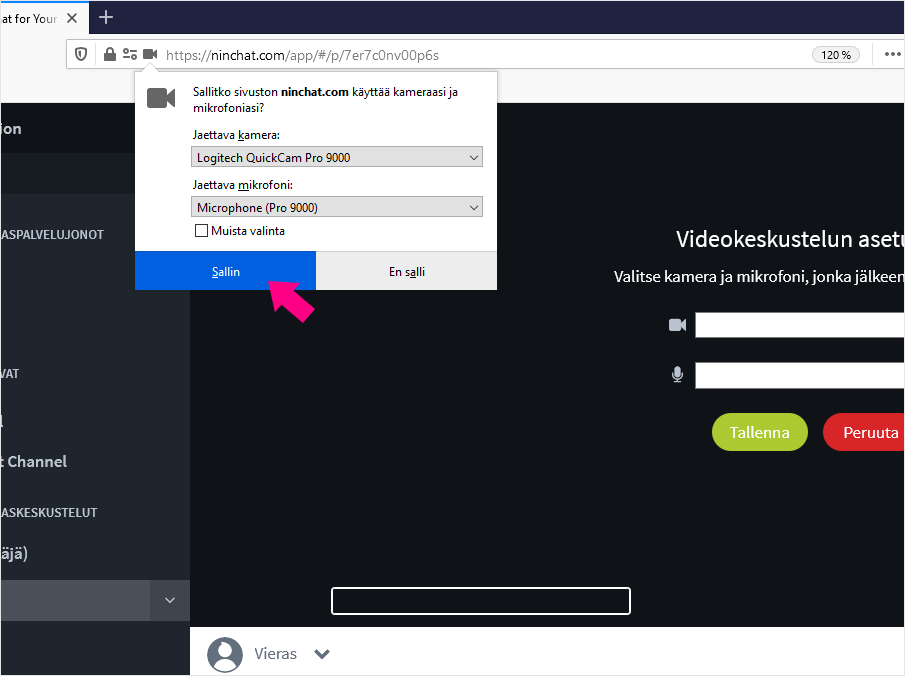 at for Your
https://ninchat.com/app/#/p/7er7c0nv00p6s
120 %
Sallitko sivuston ninchat.com käyttää kameraasi ja
mikrofoniasi?
Jaettava kamera:
Logitech QuickCam Pro 9000
Jaettava mikrofoni:
Microphone (Pro 9000)
Muista valinta
Sallin
En salli
ion
ASPALVELUJONOT
VAT
l
t Channel
ASKESKUSTELUT
äjä)
Videokeskustelun asetu
Valitse kamera ja mikrofoni, jonka jälkeen
Tallenna
Peruuta
Vieras